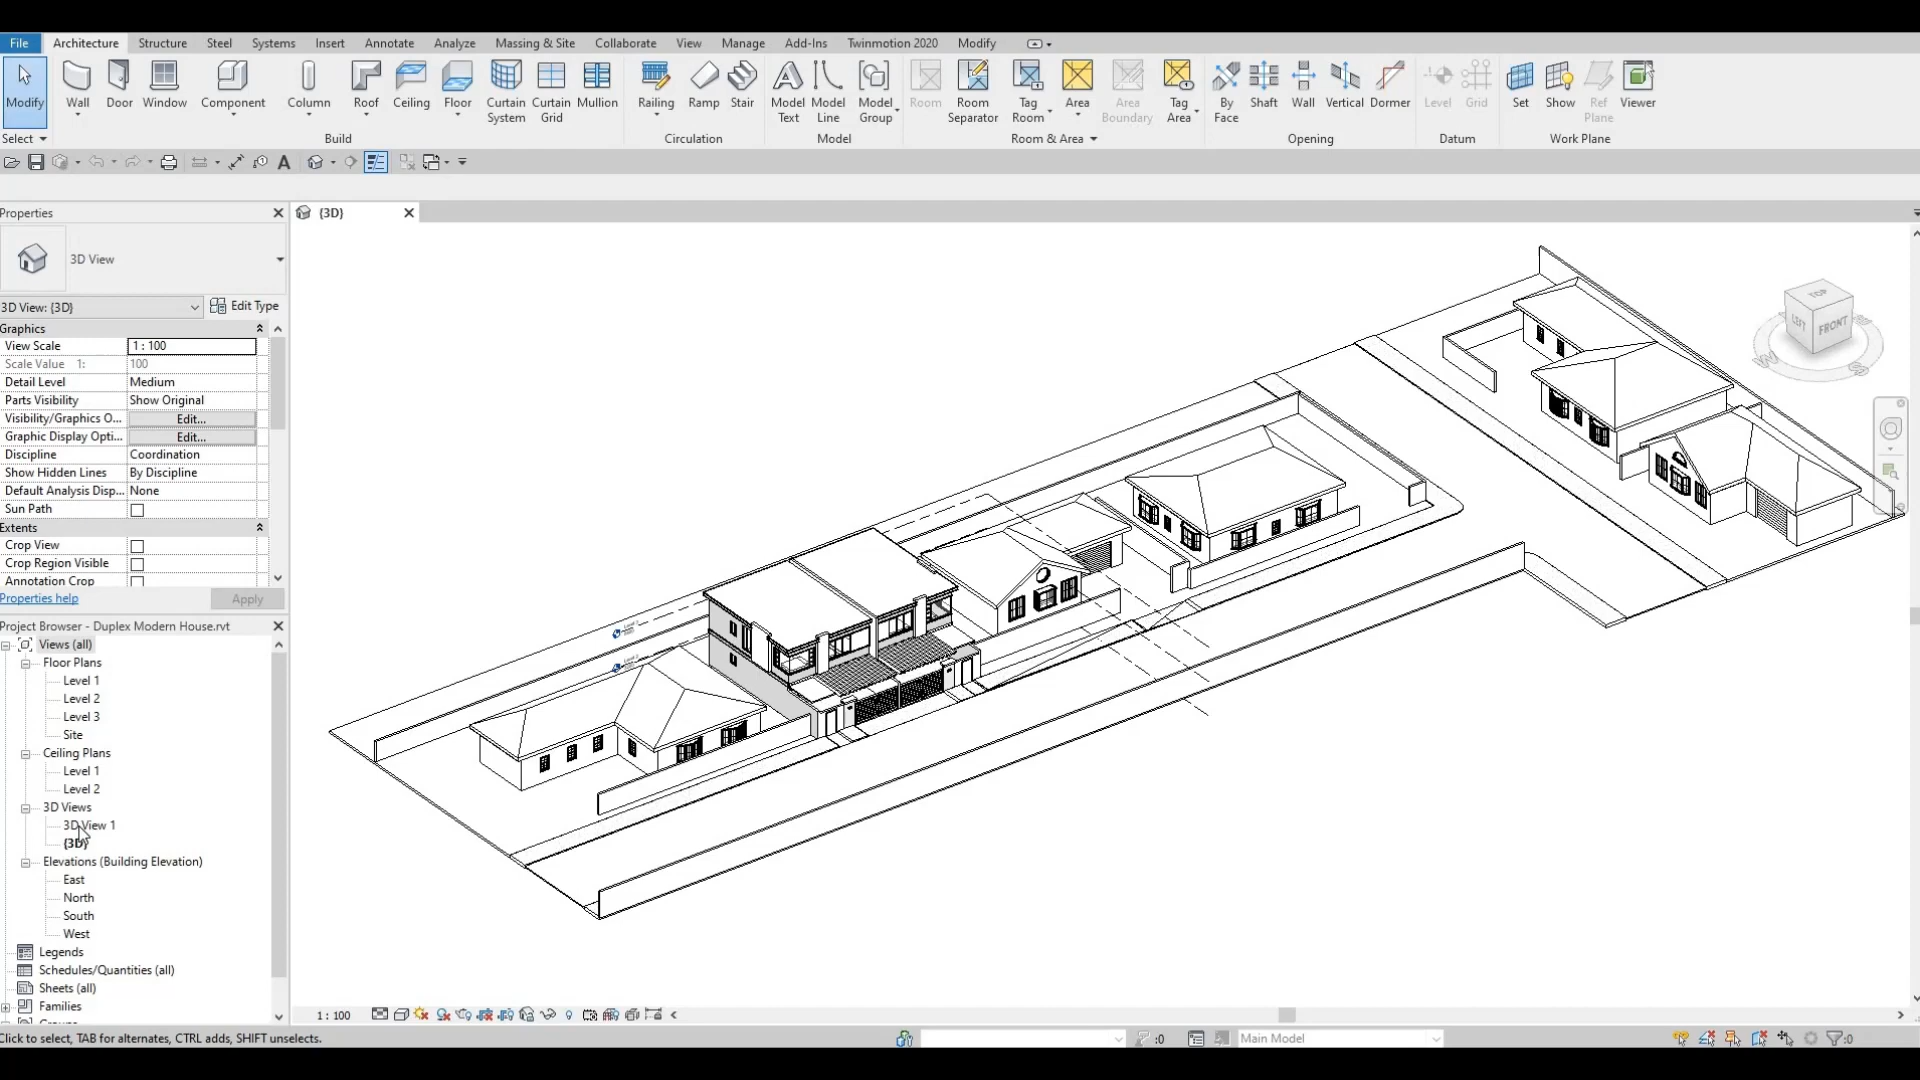 File Architecture Structure Steel Systems Insert Annotate Analyze Massing & Site Collaborate View Manage Add-Ins Twinmotion 2020 Modify
Modify Wall Door Window Component Column Roof Ceiling Floor Curtain System Curtain Grid Mullion Railing Ramp Stair Model Text Model Line Model Group Room Room Separator Tag Room Area Area Boundary Tag Area By Face Shaft Wall Vertical Dormer Level Grid Set Show Ref Plane Viewer
Select Build Circulation Model Room & Area Opening Datum Work Plane
Properties
{3D}
3D View
3D View: {3D} Edit Type
Graphics
View Scale 1 : 100
Scale Value 1: 100
Detail Level Medium
Parts Visibility Show Original
Visibility/Graphics O... Edit...
Graphic Display Opti... Edit...
Discipline Coordination
Show Hidden Lines By Discipline
Default Analysis Disp... None
Sun Path
Extents
Crop View
Crop Region Visible
Annotation Crop
Properties help Apply
Project Browser - Duplex Modern House.rvt
Views (all)
Floor Plans
Level 1
Level 2
Level 3
Site
Ceiling Plans
Level 1
Level 2
3D Views
3D View 1
{3D}
Elevations (Building Elevation)
East
North
South
West
Legends
Schedules/Quantities (all)
Sheets (all)
Families
TOP
LEFT FRONT
W S
1 : 100
Click to select, TAB for alternates, CTRL adds, SHIFT unselects.
:0
Main Model
:0